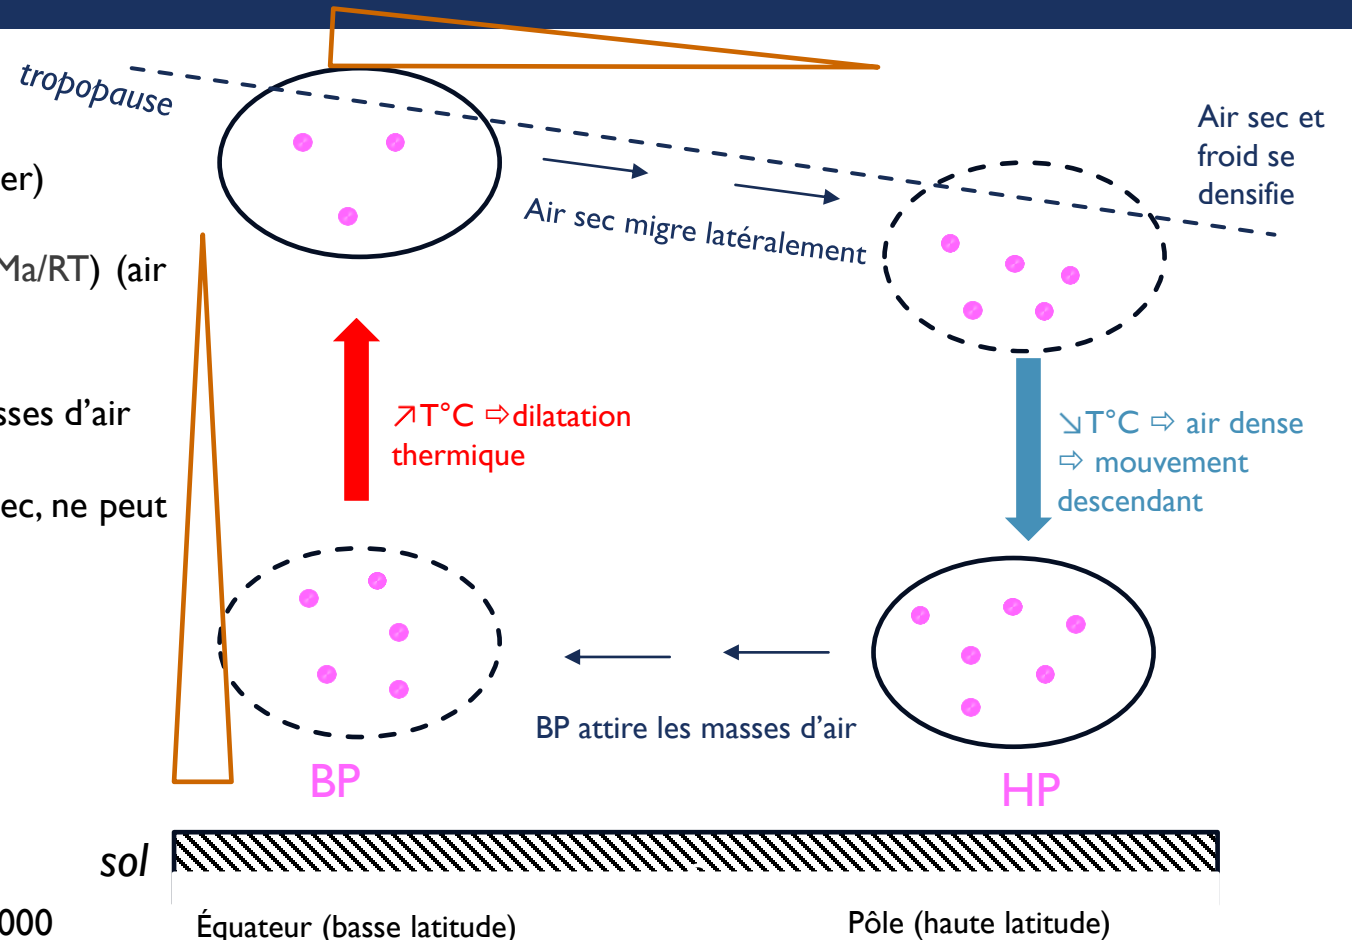 tropopause
Air sec et
froid se
densifie
er)
Air sec migre latéralement
Ma/RT) (air
↗T°C ⇨dilatation
thermique
sses d’air
↘T°C ⇨ air dense
⇨ mouvement
descendant
ec, ne peut
BP attire les masses d’air
BP
HP
sol
000
Équateur (basse latitude)
Pôle (haute latitude)